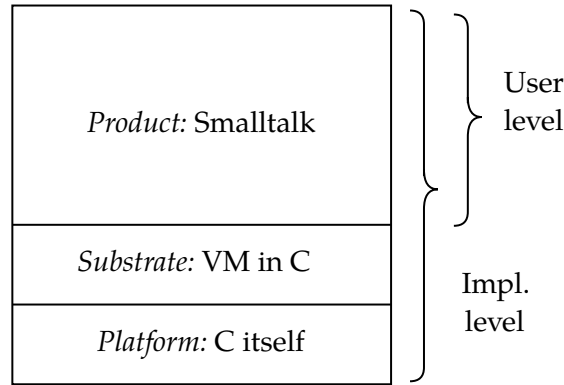 Product: Smalltalk
User
level
Substrate: VM in C
Impl.
level
Platform: C itself